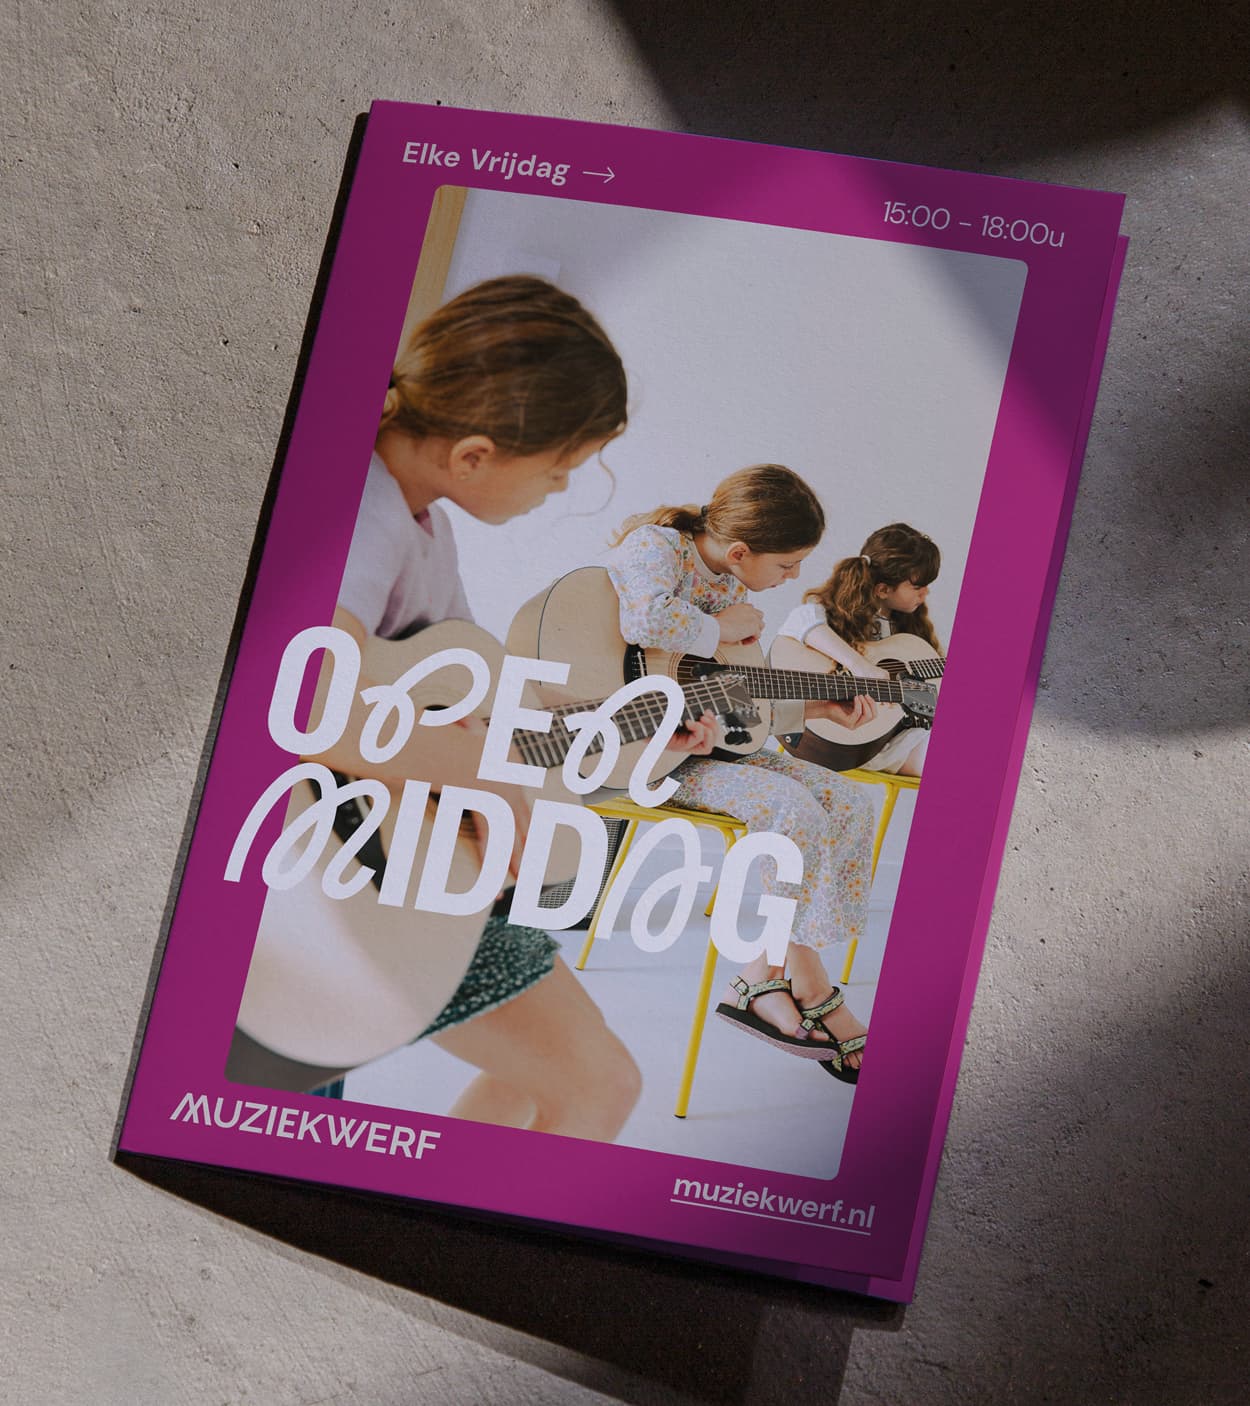 Elke Vrijdag →
15:00 – 18:00u
OPEN
MIDDAG
MUZIEKWERF
muziekwerf.nl